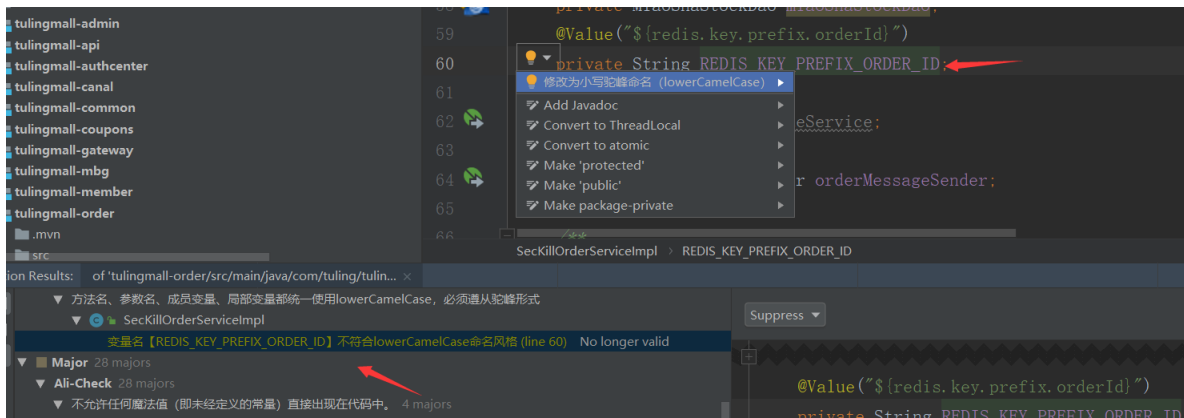 tulingmall-admin
tulingmall-api
tulingmall-authcenter
tulingmall-canal
tulingmall-common
tulingmall-coupons
tulingmall-gateway
tulingmall-mbg
tulingmall-member
tulingmall-order
.mvn
src
59 @Value("${redis.key.prefix.orderId}")
60 private String REDIS_KEY_PREFIX_ORDER_ID;
61
修改为小写驼峰命名（lowerCamelCase）
Add Javadoc
62 eService;
Convert to ThreadLocal
63
Convert to atomic
Make 'protected'
64 r orderMessageSender;
Make 'public'
65
Make package-private
66 /**
SecKillOrderServiceImpl > REDIS_KEY_PREFIX_ORDER_ID
ion Results: of 'tulingmall-order/src/main/java/com/tuling/tulin... ×
方法名、参数名、成员变量、局部变量都统一使用lowerCamelCase，必须遵从驼峰形式
SecKillOrderServiceImpl
变量名【REDIS_KEY_PREFIX_ORDER_ID】不符合lowerCamelCase命名风格 (line 60) No longer valid
Major 28 majors
Ali-Check 28 majors
不允许任何魔法值（即未经定义的常量）直接出现在代码中。 4 majors
Suppress
@Value("${redis.key.prefix.orderId}")
private String REDIS_KEY_PREFIX_ORDER_ID